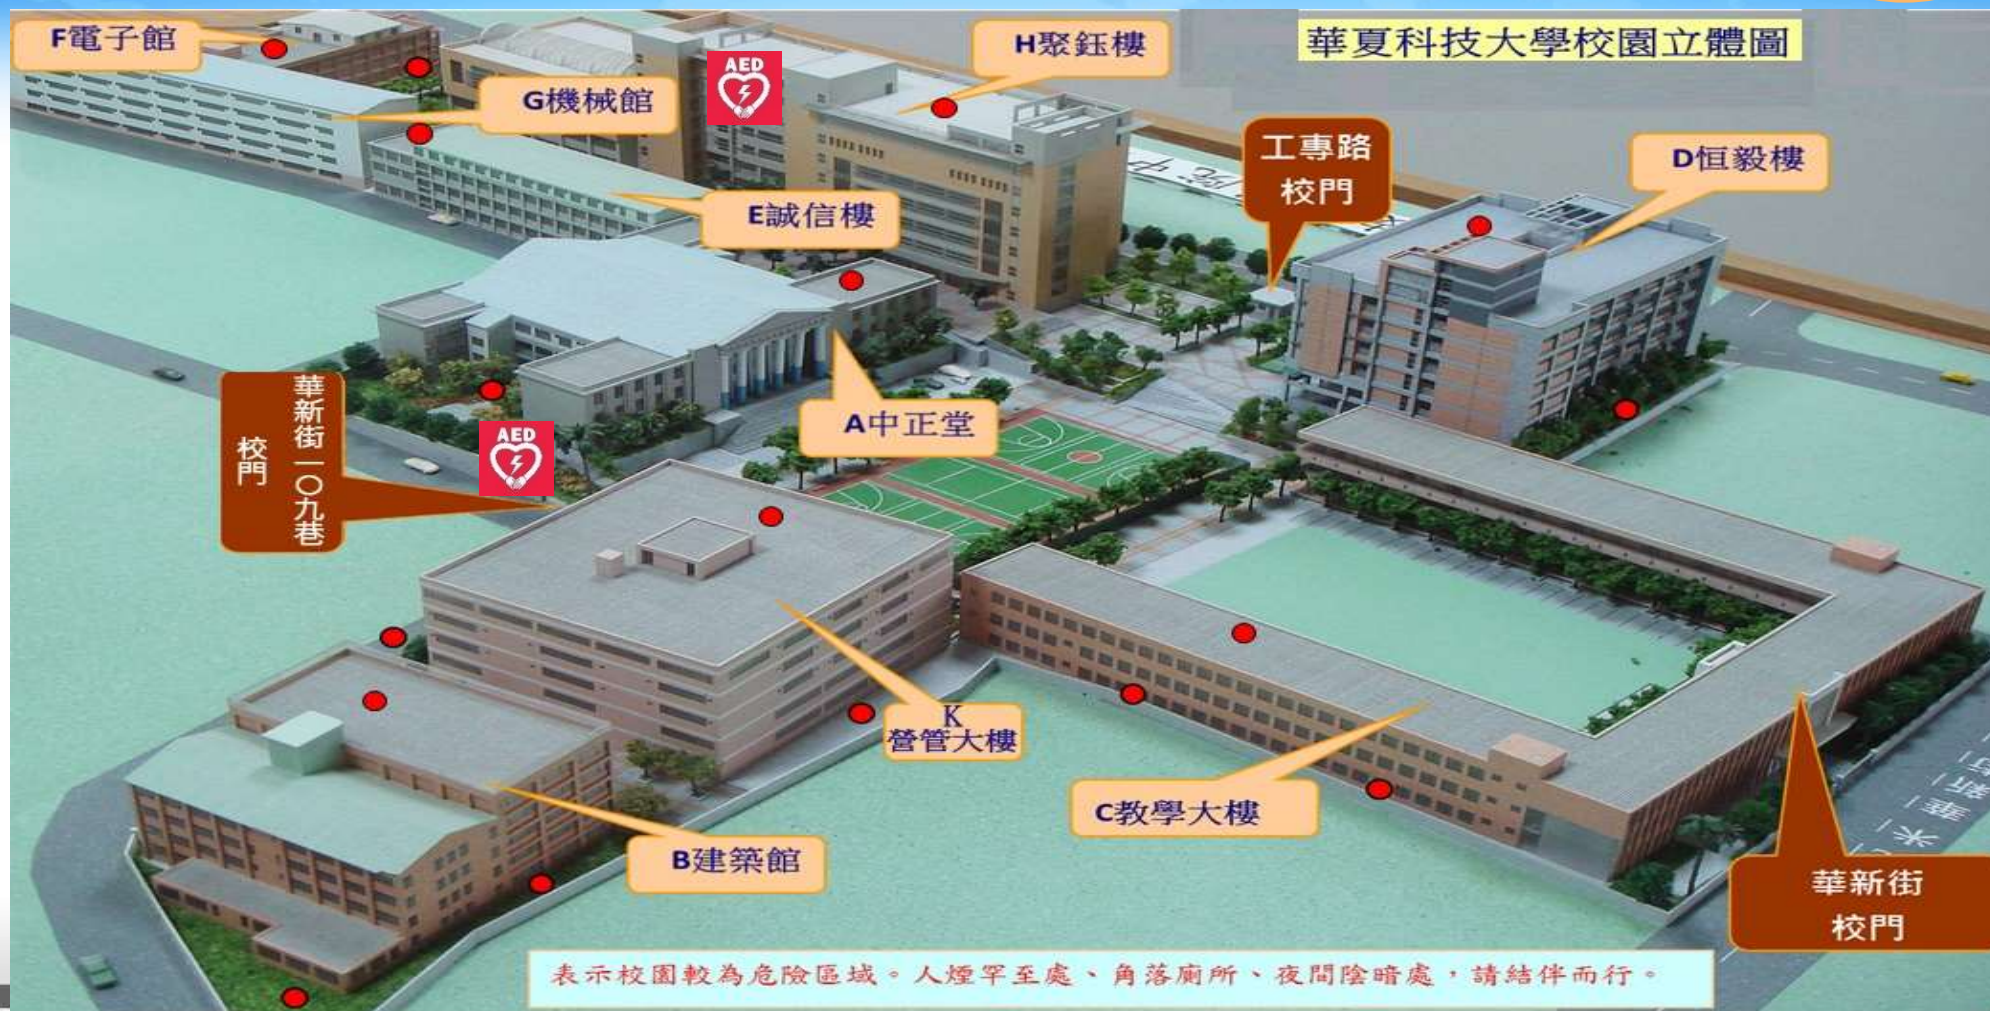 華夏科技大學校園立體圖
F電子館
H聚鈺樓
AED
G機械館
工專路
校門
D恒毅樓
E誠信樓
華新街一〇九巷
校門
A中正堂
AED
K
營管大樓
C教學大樓
B建築館
華新街
校門
表示校園較為危險區域。人煙罕至處、角落廁所、夜間陰暗處，請結伴而行。